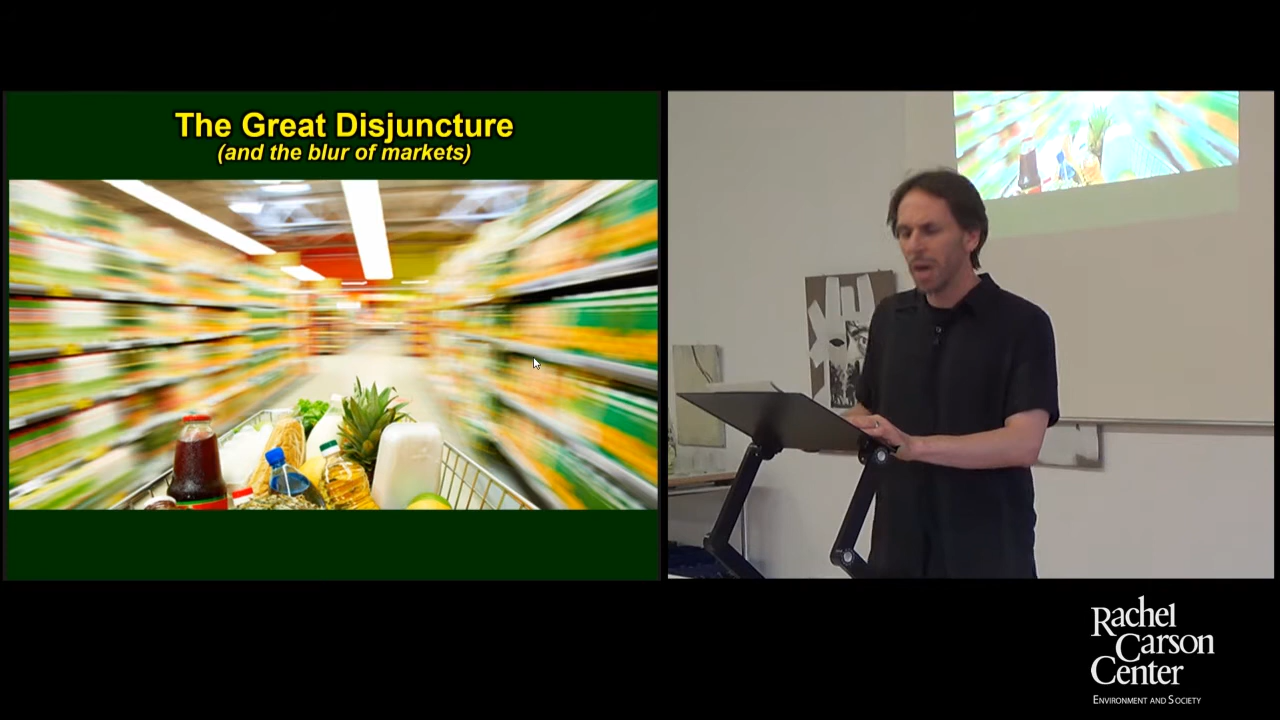 The Great Disjuncture
(and the blur of markets)
Rachel
Carson
Center
Environment and Society